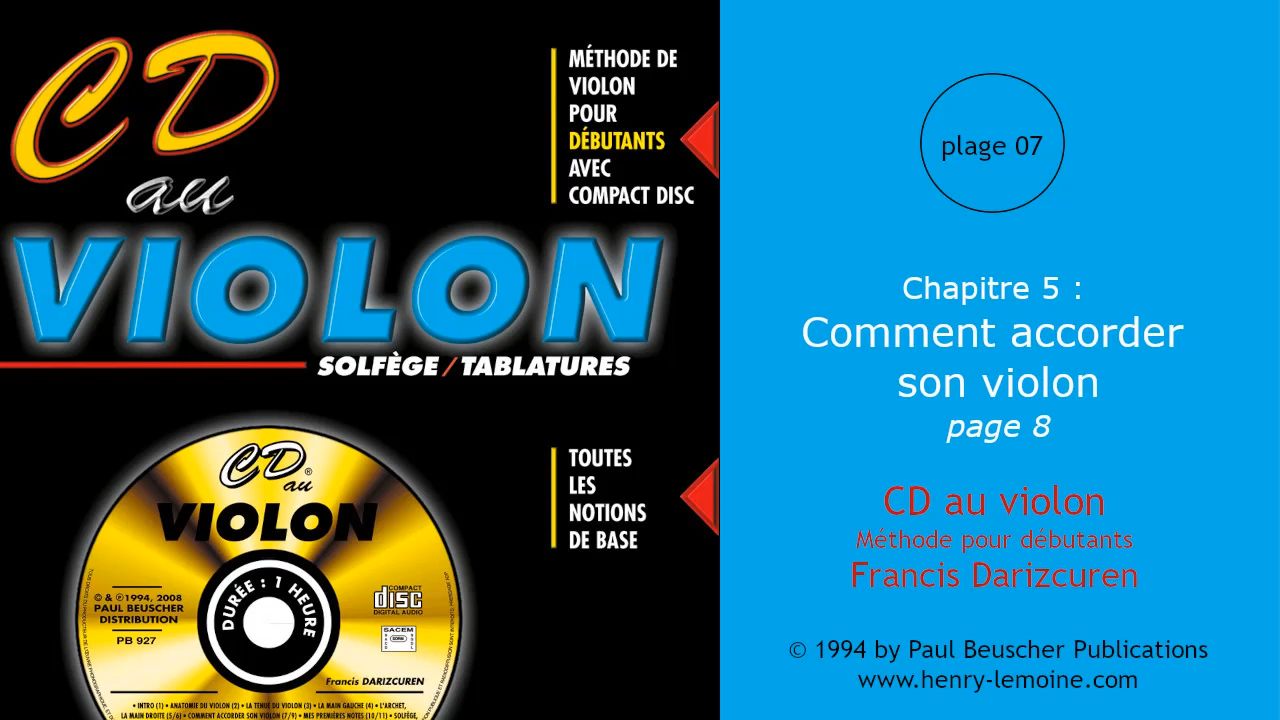 CD
au
VIOLON
SOLFÈGE / TABLATURES
MÉTHODE DE
VIOLON
POUR
DÉBUTANTS
AVEC
COMPACT DISC
TOUTES
LES
NOTIONS
DE BASE
CD®
au
VIOLON
DURÉE : 1 HEURE
© & ℗ 1994, 2008
PAUL BEUSCHER
DISTRIBUTION
PB 927
COMPACT
disc
DIGITAL AUDIO
SACEM
Francis DARIZCUREN
• INTRO (1) • ANATOMIE DU VIOLON (2) • LA TENUE DU VIOLON (3) • LA MAIN GAUCHE (4) • L'ARCHET,
LA MAIN DROITE (5/6) • COMMENT ACCORDER SON VIOLON (7/9) • MES PREMIÈRES NOTES (10/11) • SOLFÈGE,
plage 07
Chapitre 5 :
Comment accorder
son violon
page 8
CD au violon
Méthode pour débutants
Francis Darizcuren
© 1994 by Paul Beuscher Publications
www.henry-lemoine.com